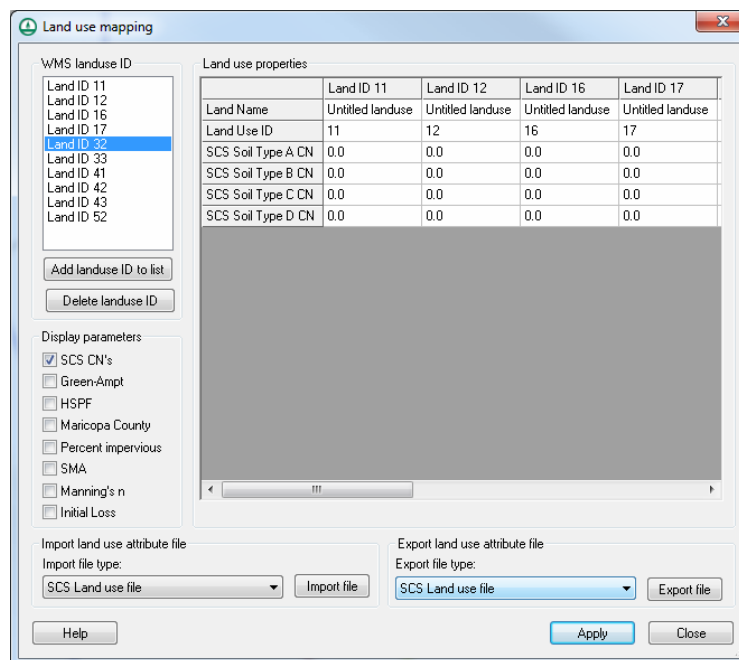 Land use mapping
WMS landuse ID
Land ID 11
Land ID 12
Land ID 16
Land ID 17
Land ID 32
Land ID 33
Land ID 41
Land ID 42
Land ID 43
Land ID 52
Add landuse ID to list
Delete landuse ID
Display parameters
SCS CN's
Green-Ampt
HSPF
Maricopa County
Percent impervious
SMA
Manning's n
Initial Loss
Land use properties
Land ID 11 Land ID 12 Land ID 16 Land ID 17
Land Name Untitled landuse Untitled landuse Untitled landuse Untitled landuse
Land Use ID 11 12 16 17
SCS Soil Type A CN 0.0 0.0 0.0 0.0
SCS Soil Type B CN 0.0 0.0 0.0 0.0
SCS Soil Type C CN 0.0 0.0 0.0 0.0
SCS Soil Type D CN 0.0 0.0 0.0 0.0
Import land use attribute file
Import file type:
SCS Land use file Import file
Export land use attribute file
Export file type:
SCS Land use file Export file
Help Apply Close